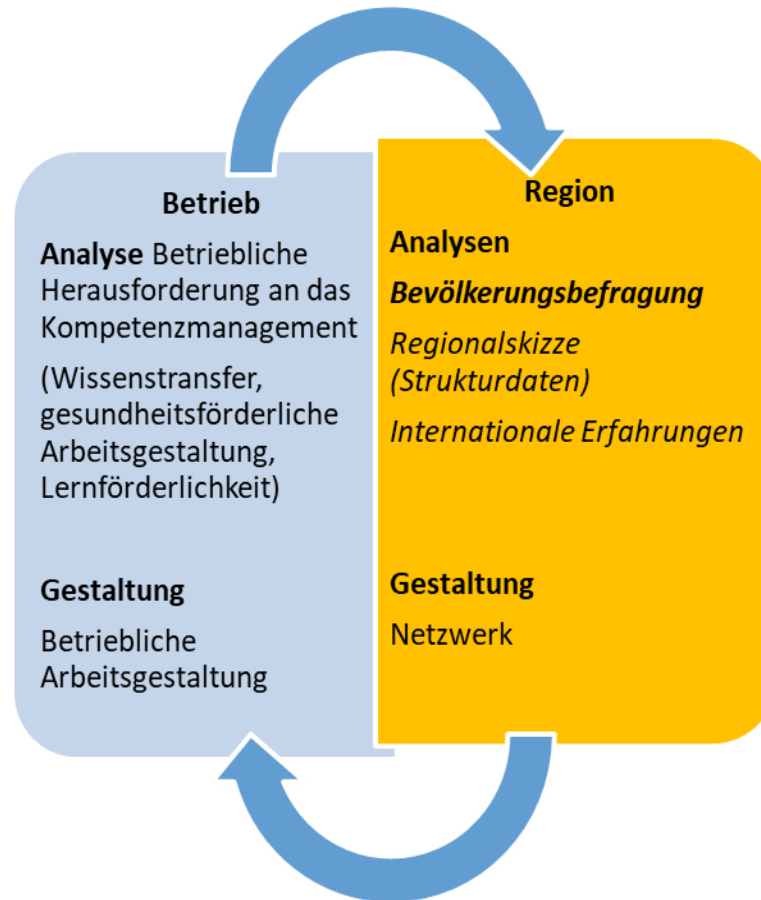 Betrieb
Analyse Betriebliche
Herausforderung an das
Kompetenzmanagement
(Wissenstransfer,
gesundheitsförderliche
Arbeitsgestaltung,
Lernförderlichkeit)
Gestaltung
Betriebliche
Arbeitsgestaltung
Region
Analysen
Bevölkerungsbefragung
Regionalskizze
(Strukturdaten)
Internationale Erfahrungen
Gestaltung
Netzwerk